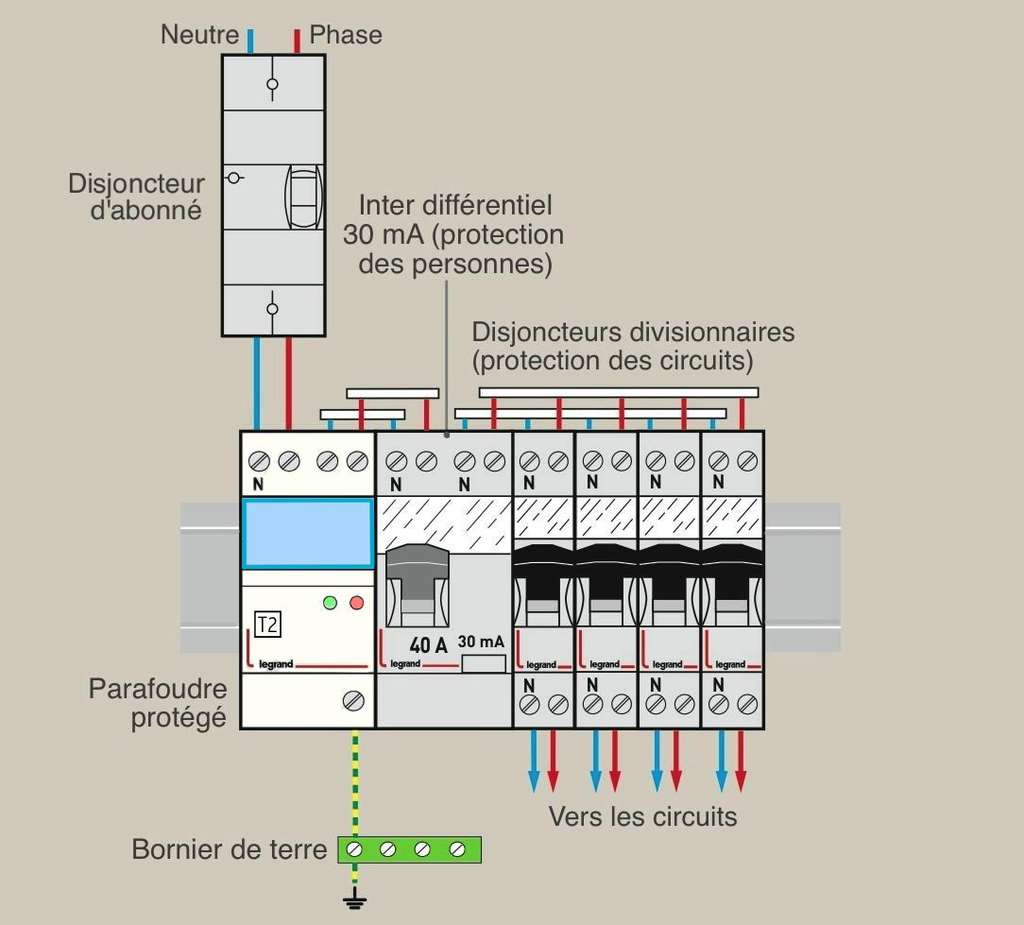 Neutre
Phase
Disjoncteur
d'abonné
Inter différentiel
30 mA (protection
des personnes)
Disjoncteurs divisionnaires
(protection des circuits)
N
N
N
N
N
N
N
T2
legrand
40 A
30 mA
legrand
legrand
legrand
legrand
legrand
N
N
N
N
Parafoudre
protégé
Vers les circuits
Bornier de terre